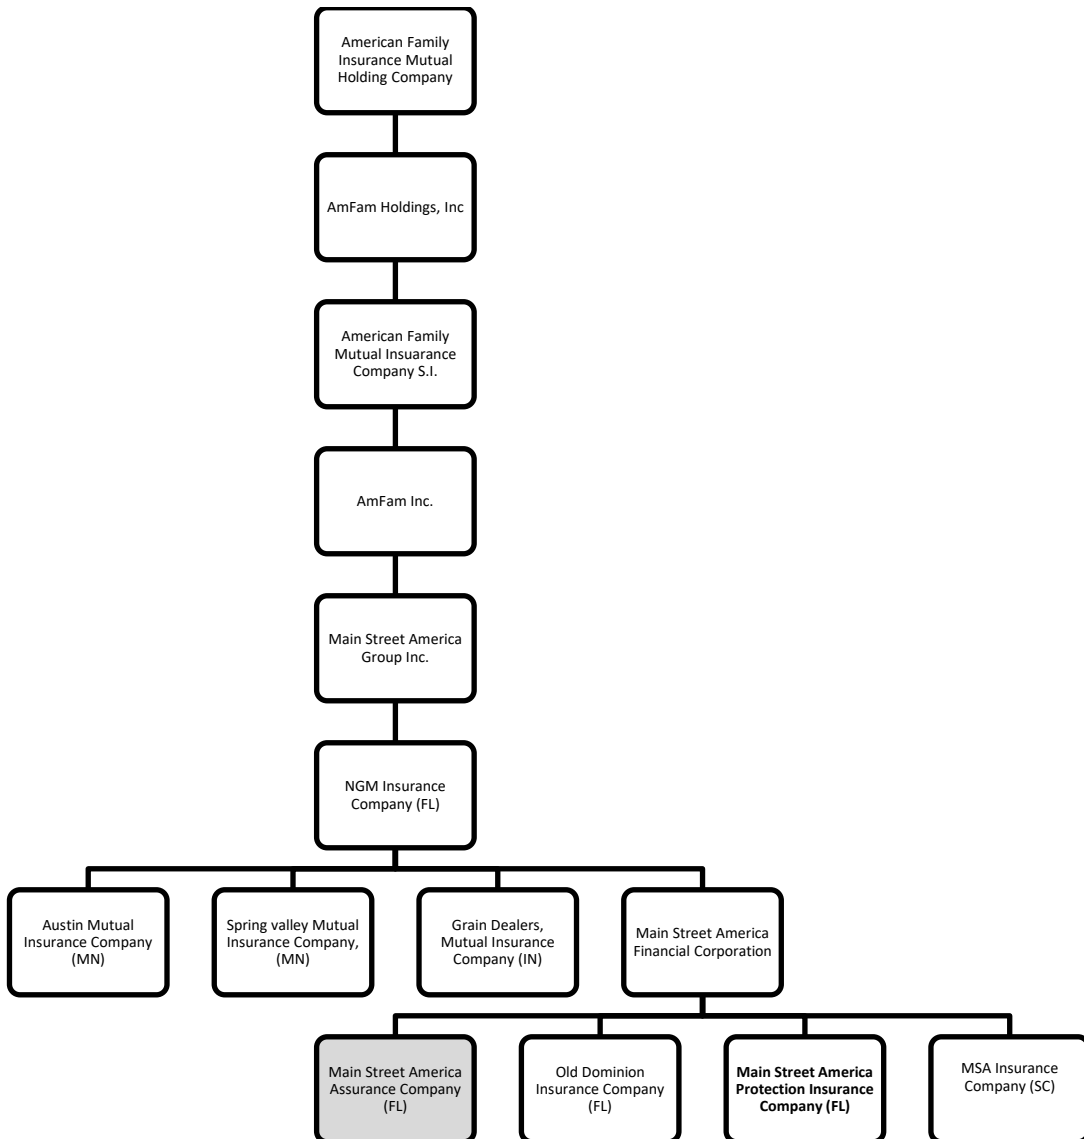 American Family
Insurance Mutual
Holding Company
AmFam Holdings, Inc
American Family
Mutual Insuarance
Company S.I.
AmFam Inc.
Main Street America
Group Inc.
NGM Insurance
Company (FL)
Austin Mutual
Insurance Company
(MN)
Spring valley Mutual
Insurance Company,
(MN)
Grain Dealers,
Mutual Insurance
Company (IN)
Main Street America
Financial Corporation
Main Street America
Assurance Company
(FL)
Old Dominion
Insurance Company
(FL)
Main Street America
Protection Insurance
Company (FL)
MSA Insurance
Company (SC)